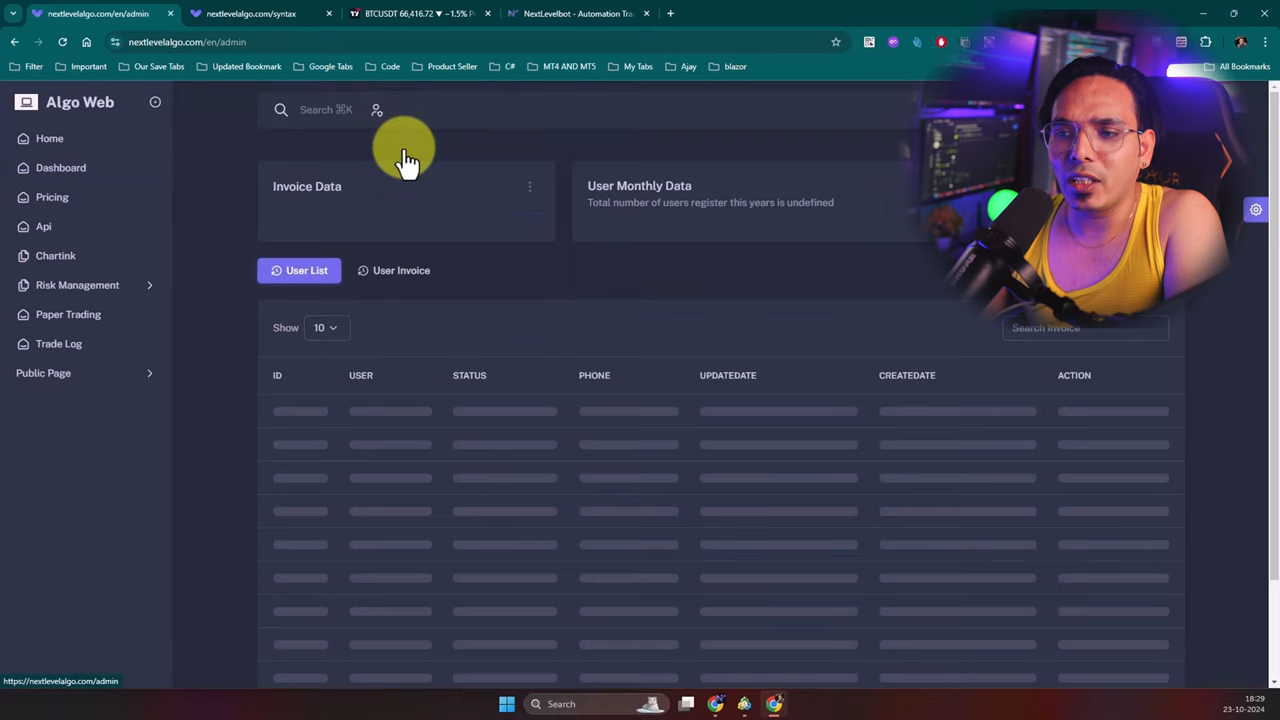 nextlevelalgo.com/en/admin
nextlevelalgo.com/syntax
BTCUSDT 66,416.72 ▼ −1.5%
NextLevelbot - Automation Tra
nextlevelalgo.com/en/admin
Filter
Important
Our Save Tabs
Updated Bookmark
Google Tabs
Code
Product Seller
C#
MT4 AND MT5
My Tabs
Ajay
blazor
All Bookmarks
Algo Web
Search ⌘K
Home
Dashboard
Pricing
Api
Chartink
Risk Management
Paper Trading
Trade Log
Public Page
Invoice Data
User Monthly Data
Total number of users register this years is undefined
User List
User Invoice
Show 10
Search Invoice
ID USER STATUS PHONE UPDATEDATE CREATEDATE ACTION
https://nextlevelalgo.com/admin
Search
18:29
23-10-2024